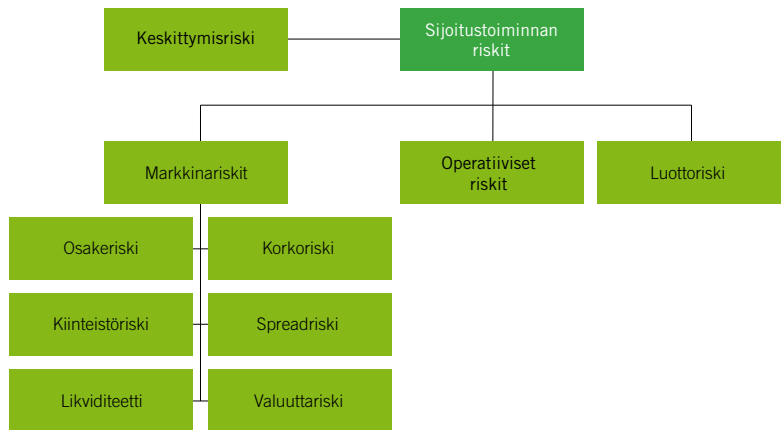 Keskittymisriski
Sijoitustoiminnan
riskit
Markkinariskit
Operatiiviset
riskit
Luottoriski
Osakeriski
Korkoriski
Kiinteistöriski
Spreadriski
Likviditeetti
Valuuttariski